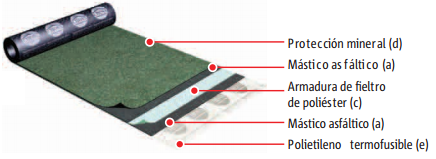 Protección mineral (d)
Mástico as fáltico (a)
Armadura de fieltro
de poliéster (c)
Mástico asfáltico (a)
Polietileno termofusible (e)